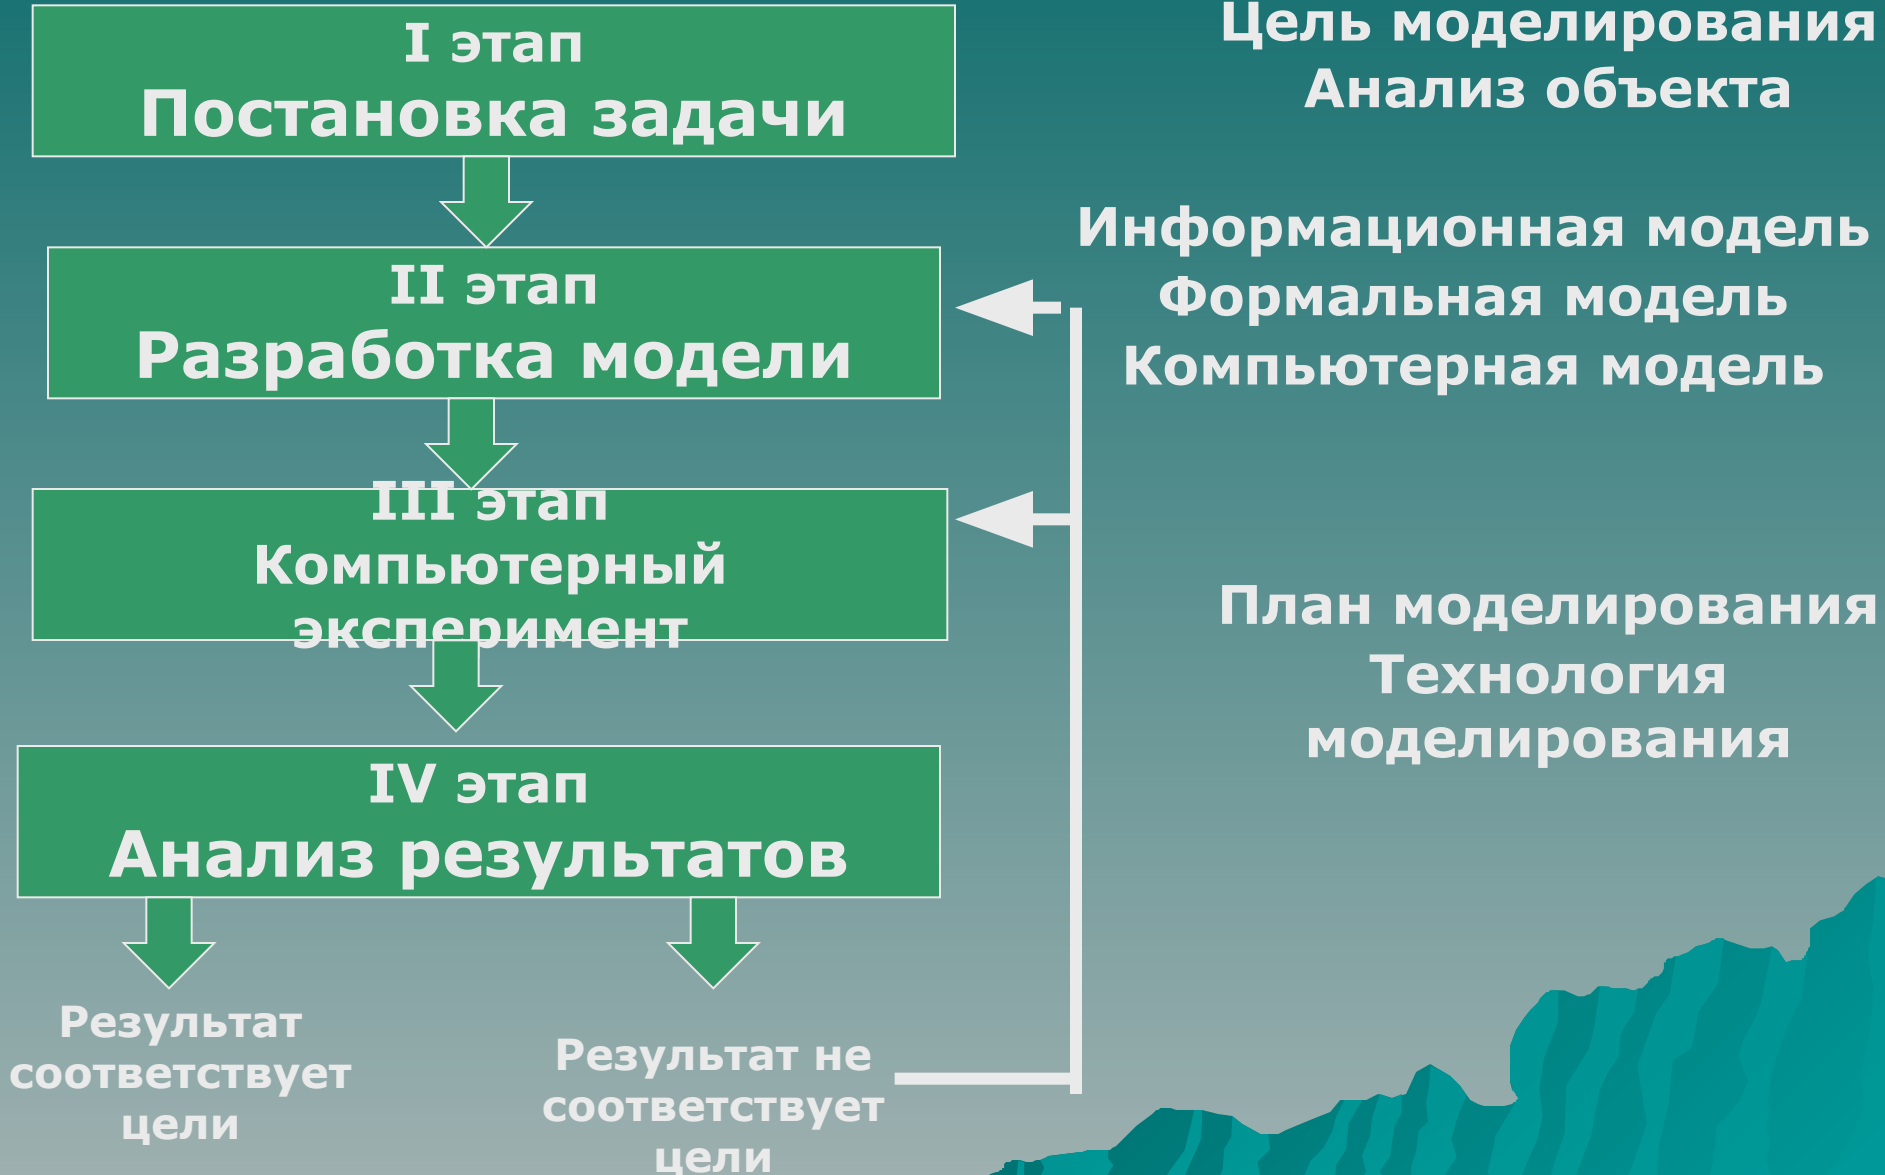 I этап
Постановка задачи
Цель моделирования
Анализ объекта
II этап
Разработка модели
Информационная модель
Формальная модель
Компьютерная модель
III этап
Компьютерный
эксперимент
План моделирования
Технология
моделирования
IV этап
Анализ результатов
Результат
соответствует
цели
Результат не
соответствует
цели